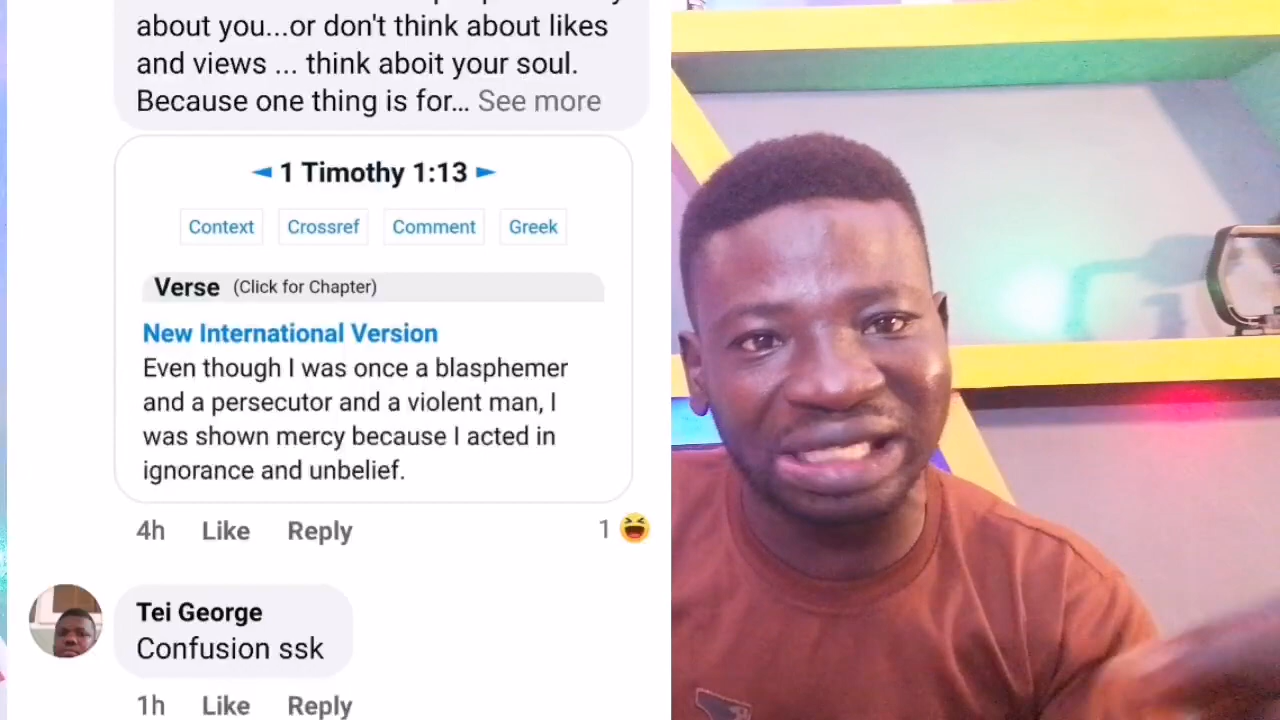 about you...or don't think about likes
and views ... think aboit your soul.
Because one thing is for... See more
◄ 1 Timothy 1:13 ►
Context Crossref Comment Greek
Verse (Click for Chapter)
New International Version
Even though I was once a blasphemer
and a persecutor and a violent man, I
was shown mercy because I acted in
ignorance and unbelief.
4h Like Reply 1
Tei George
Confusion ssk
1h Like Reply